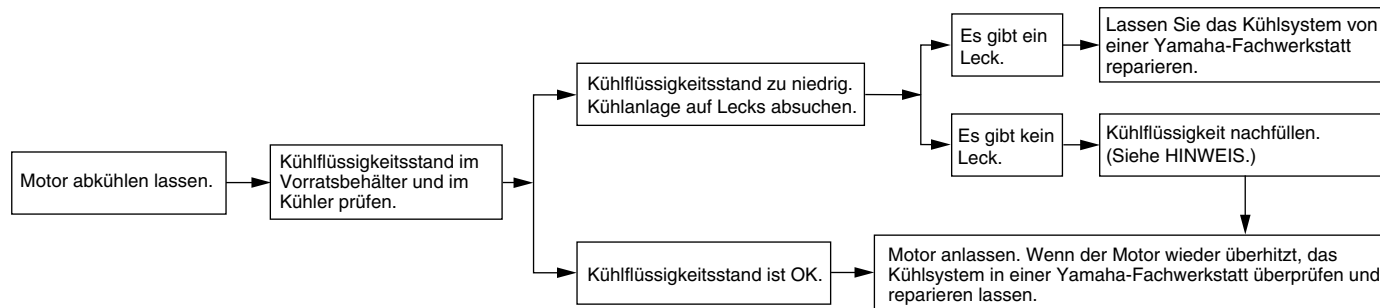 Motor abkühlen lassen.
Kühlflüssigkeitsstand im
Vorratsbehälter und im
Kühler prüfen.
Kühlflüssigkeitsstand zu niedrig.
Kühlanlage auf Lecks absuchen.
Es gibt ein
Leck.
Lassen Sie das Kühlsystem von
einer Yamaha-Fachwerkstatt
reparieren.
Es gibt kein
Leck.
Kühlflüssigkeit nachfüllen.
(Siehe HINWEIS.)
Kühlflüssigkeitsstand ist OK.
Motor anlassen. Wenn der Motor wieder überhitzt, das
Kühlsystem in einer Yamaha-Fachwerkstatt überprüfen und
reparieren lassen.